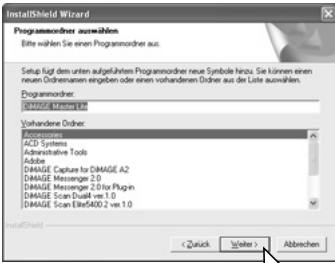 InstallShield Wizard
Programmordner auswählen
Bitte wählen Sie einen Programmordner aus.
Setup fügt dem unten aufgeführtem Programmordner neue Symbole hinzu. Sie können einen
neuen Ordnernamen eingeben oder einen vorhandenen Ordner aus der Liste auswählen.
Programmordner:
DiMAGE Master Lite
Vorhandene Ordner:
Accessories
ACD Systems
Administrative Tools
Adobe
DiMAGE Capture for DiMAGE A2
DiMAGE Messenger 2.0
DiMAGE Messenger 2.0 for Plug-in
DiMAGE Scan Dual4 ver.1.0
DiMAGE Scan Elite5400 2 ver.1.0
InstallShield
< Zurück
Weiter >
Abbrechen